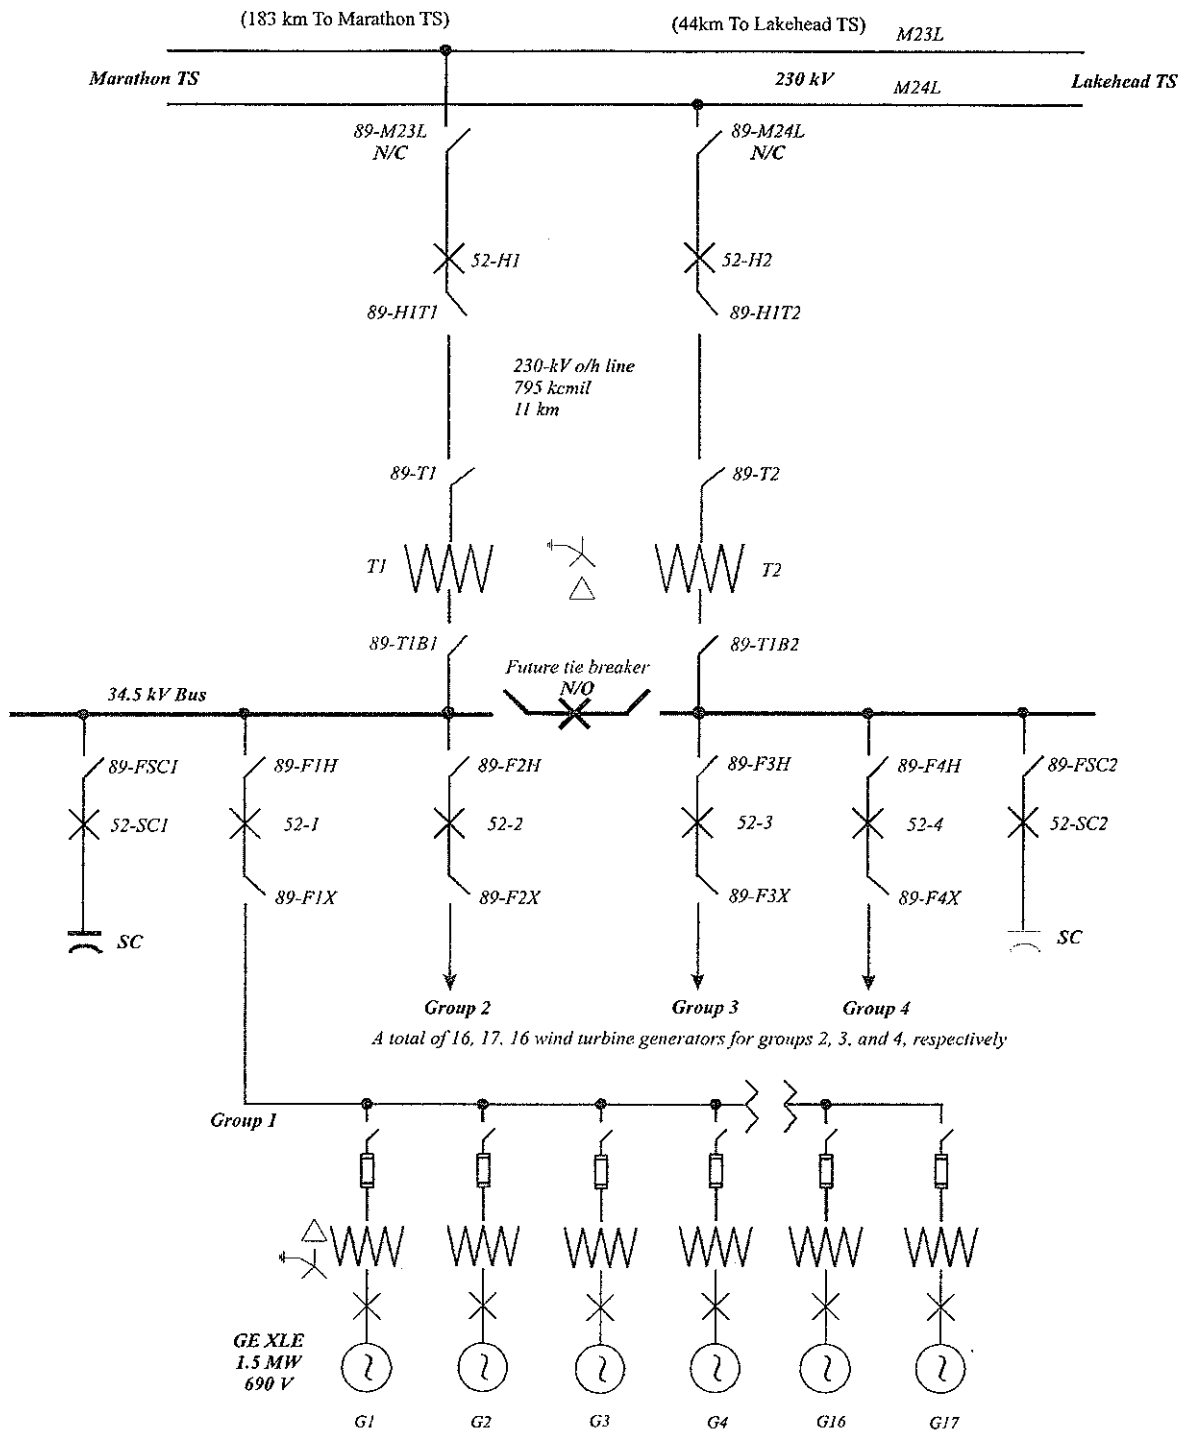 (183 km To Marathon TS)
(44km To Lakehead TS)
M23L
Marathon TS
230 kV
M24L
Lakehead TS
89-M23L
N/C
89-M24L
N/C
52-H1
52-H2
89-H1T1
89-H1T2
230-kV o/h line
795 kcmil
11 km
89-T1
89-T2
T1
T2
89-T1B1
89-T1B2
Future tie breaker
N/O
34.5 kV Bus
89-FSC1
89-F1H
89-F2H
89-F3H
89-F4H
89-FSC2
52-SC1
52-1
52-2
52-3
52-4
52-SC2
89-F1X
89-F2X
89-F3X
89-F4X
SC
SC
Group 2
Group 3
Group 4
A total of 16, 17, 16 wind turbine generators for groups 2, 3, and 4, respectively
Group 1
GE XLE
1.5 MW
690 V
G1
G2
G3
G4
G16
G17